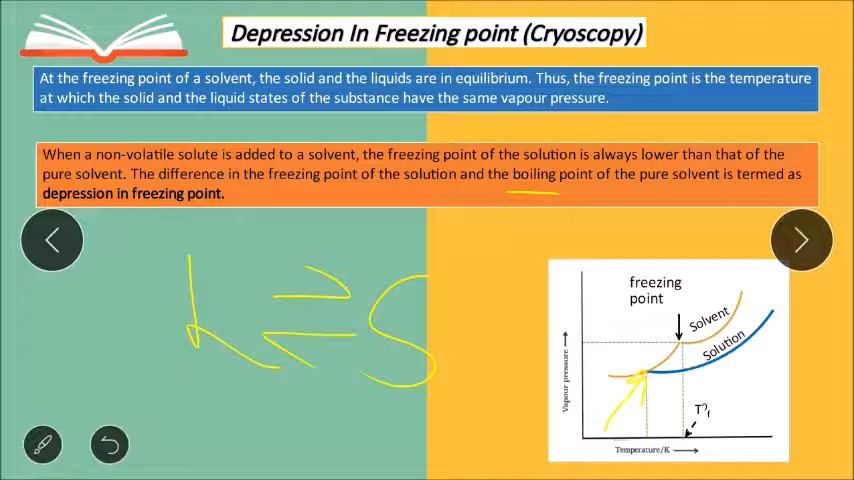 Depression In Freezing point (Cryoscopy)
At the freezing point of a solvent, the solid and the liquids are in equilibrium. Thus, the freezing point is the temperature
at which the solid and the liquid states of the substance have the same vapour pressure.
When a non-volatile solute is added to a solvent, the freezing point of the solution is always lower than that of the
pure solvent. The difference in the freezing point of the solution and the boiling point of the pure solvent is termed as
depression in freezing point.
freezing
point
Solvent
Solution
Vapour pressure
Temperature/K